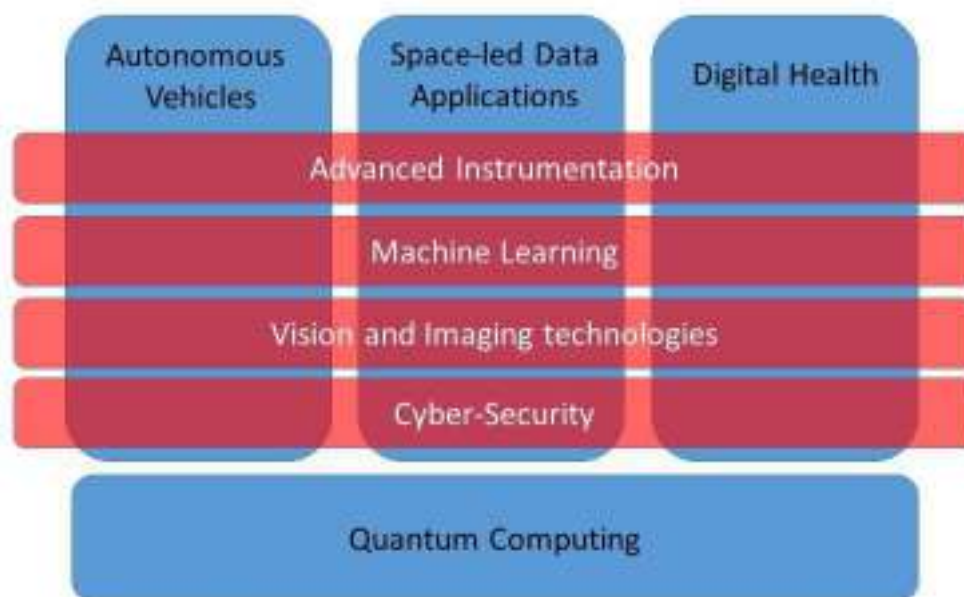 Autonomous
Vehicles
Space-led Data
Applications
Digital Health
Advanced Instrumentation
Machine Learning
Vision and Imaging technologies
Cyber-Security
Quantum Computing